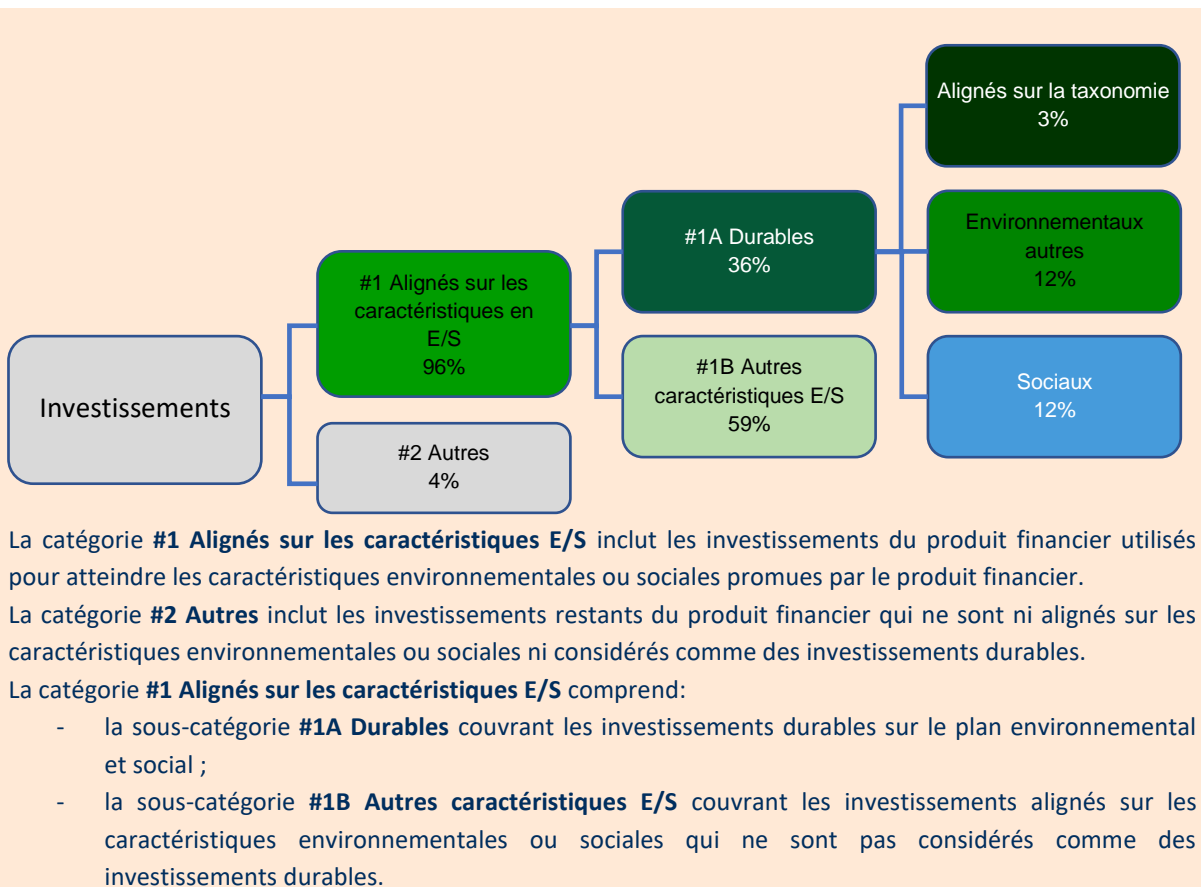 Alignés sur la taxonomie
3%
#1A Durables
36%
Environnementaux
autres
12%
#1 Alignés sur les
caractéristiques en
E/S
96%
#1B Autres
caractéristiques E/S
59%
Sociaux
12%
Investissements
#2 Autres
4%
La catégorie #1 Alignés sur les caractéristiques E/S inclut les investissements du produit financier utilisés
pour atteindre les caractéristiques environnementales ou sociales promues par le produit financier.
La catégorie #2 Autres inclut les investissements restants du produit financier qui ne sont ni alignés sur les
caractéristiques environnementales ou sociales ni considérés comme des investissements durables.
La catégorie #1 Alignés sur les caractéristiques E/S comprend:
- la sous-catégorie #1A Durables couvrant les investissements durables sur le plan environnemental
et social ;
- la sous-catégorie #1B Autres caractéristiques E/S couvrant les investissements alignés sur les
caractéristiques environnementales ou sociales qui ne sont pas considérés comme des
investissements durables.